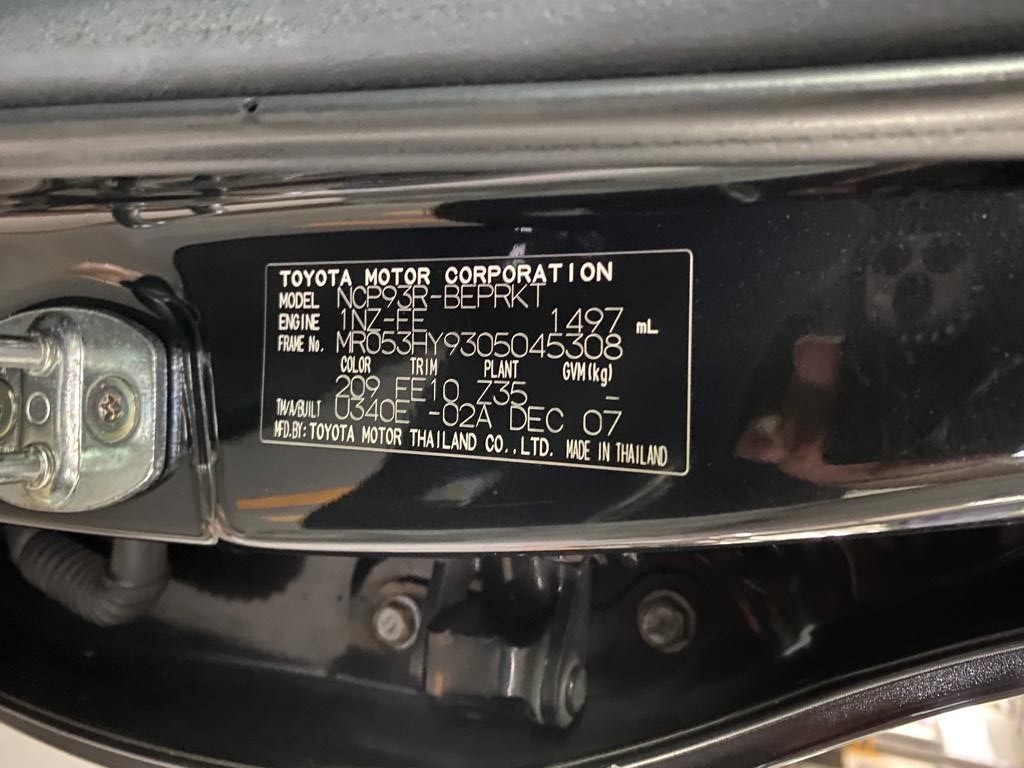 TOYOTA MOTOR CORPORATION
MODEL NCP93R-BEPRKT
ENGINE 1NZ-FE 1497 mL
FRAME No. MR053HY9305045308
COLOR TRIM PLANT GVM(kg)
209 FE10 Z35 -
T/M/A/BUILT U340E -02A DEC 07
MFD.BY: TOYOTA MOTOR THAILAND CO.,LTD. MADE IN THAILAND